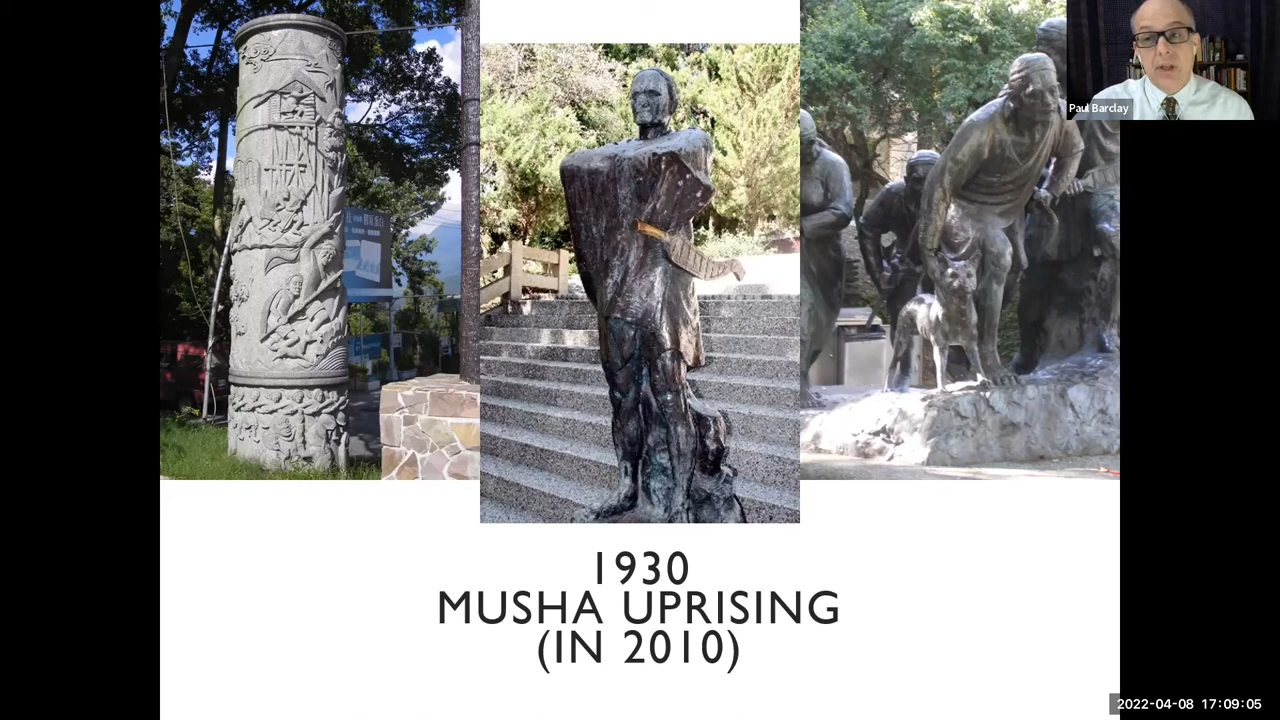 Paul Barclay
1930
MUSHA UPRISING
(IN 2010)
2022-04-08 17:09:05